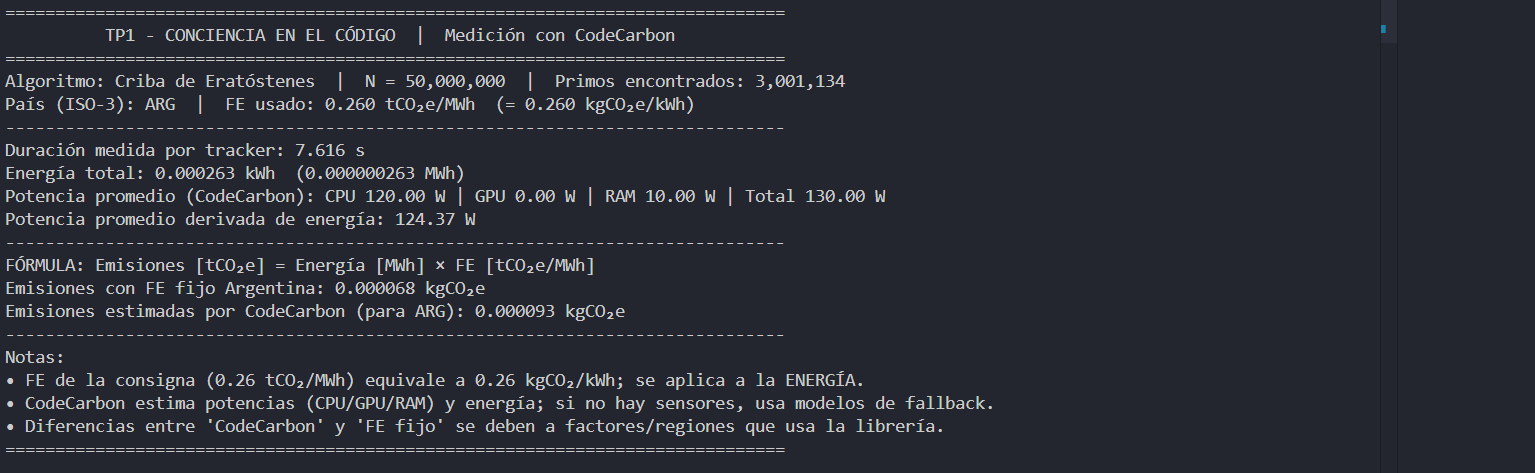 ==============================================================================
TP1 - CONCIENCIA EN EL CÓDIGO | Medición con CodeCarbon
==============================================================================
Algoritmo: Criba de Eratóstenes | N = 50,000,000 | Primos encontrados: 3,001,134
País (ISO-3): ARG | FE usado: 0.260 tCO₂e/MWh (= 0.260 kgCO₂e/kWh)
------------------------------------------------------------------------------
Duración medida por tracker: 7.616 s
Energía total: 0.000263 kWh (0.000000263 MWh)
Potencia promedio (CodeCarbon): CPU 120.00 W | GPU 0.00 W | RAM 10.00 W | Total 130.00 W
Potencia promedio derivada de energía: 124.37 W
------------------------------------------------------------------------------
FÓRMULA: Emisiones [tCO₂e] = Energía [MWh] × FE [tCO₂e/MWh]
Emisiones con FE fijo Argentina: 0.000068 kgCO₂e
Emisiones estimadas por CodeCarbon (para ARG): 0.000093 kgCO₂e
------------------------------------------------------------------------------
Notas:
• FE de la consigna (0.26 tCO₂/MWh) equivale a 0.26 kgCO₂/kWh; se aplica a la ENERGÍA.
• CodeCarbon estima potencias (CPU/GPU/RAM) y energía; si no hay sensores, usa modelos de fallback.
• Diferencias entre 'CodeCarbon' y 'FE fijo' se deben a factores/regiones que usa la librería.
==============================================================================